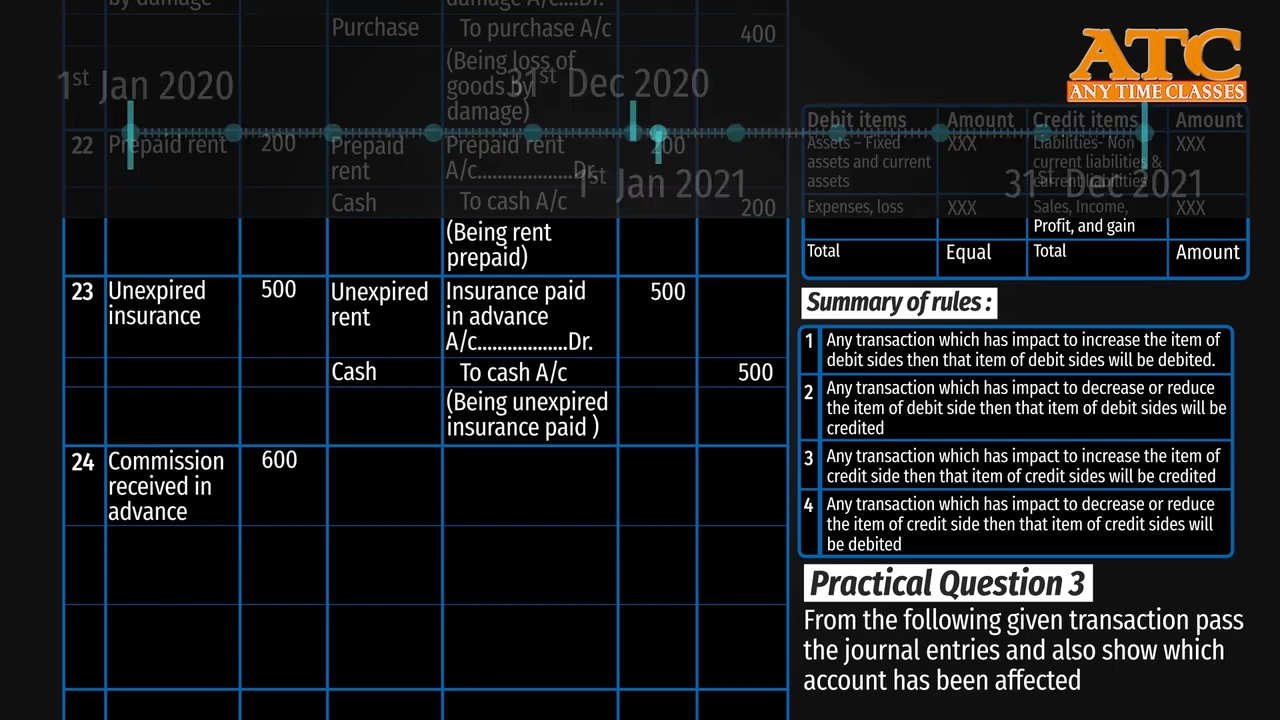 by damage)
damage A/c.....Dr.
Purchase
To purchase A/c
400
(Being loss of
goods by
damage)
1st Jan 2020
31st Dec 2020
1st Jan 2021
31st Dec 2021
ATC
ANY TIME CLASSES
22
Prepaid rent
200
Prepaid
rent
Prepaid rent
A/c.....................Dr.
200
Cash
To cash A/c
200
(Being rent
prepaid)
23
Unexpired
insurance
500
Unexpired
rent
Insurance paid
in advance
A/c..................Dr.
500
Cash
To cash A/c
500
(Being unexpired
insurance paid )
24
Commission
received in
advance
600
Debit items Amount Credit items Amount
Assets – Fixed
assets and current
assets
XXX
Liabilities- Non
current liabilities &
current liabilities
XXX
Expenses, loss
XXX
Sales, Income,
Profit, and gain
XXX
Total Equal Total Amount
Summary of rules :
1 Any transaction which has impact to increase the item of
debit sides then that item of debit sides will be debited.
2 Any transaction which has impact to decrease or reduce
the item of debit side then that item of debit sides will be
credited
3 Any transaction which has impact to increase the item of
credit side then that item of credit sides will be credited
4 Any transaction which has impact to decrease or reduce
the item of credit side then that item of credit sides will
be debited
Practical Question 3
From the following given transaction pass
the journal entries and also show which
account has been affected